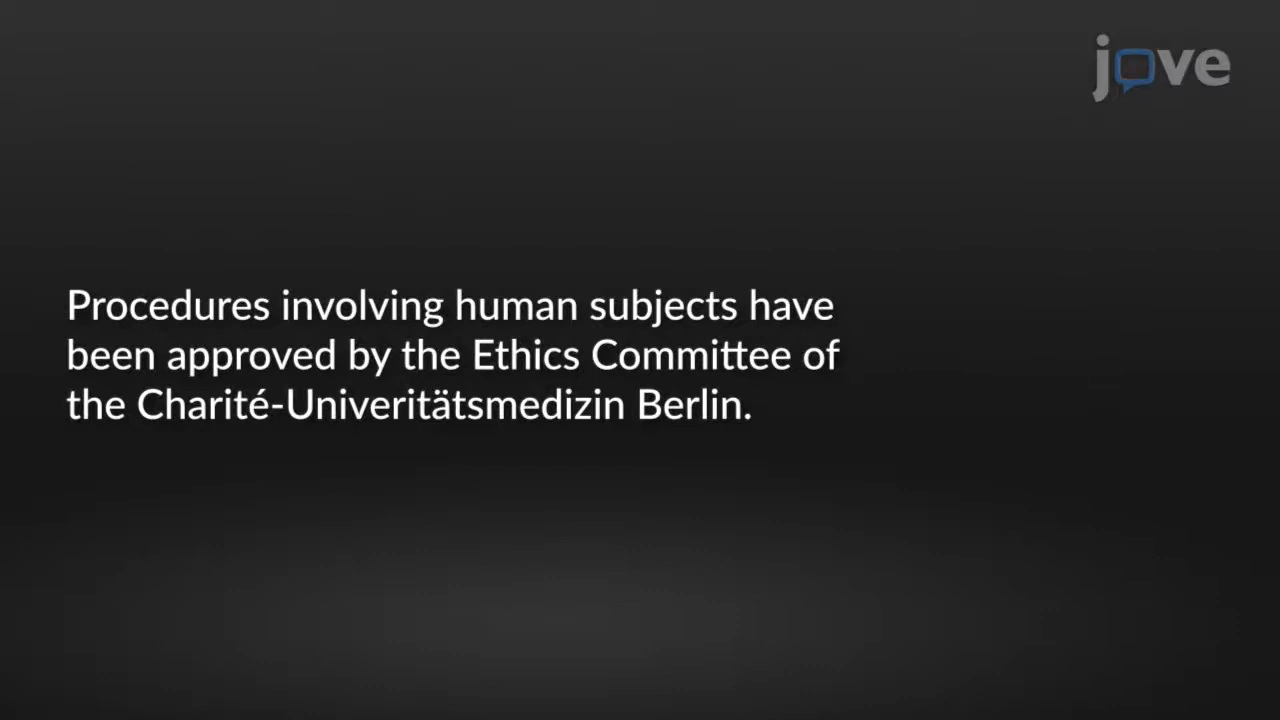 jove
Procedures involving human subjects have
been approved by the Ethics Committee of
the Charité-Univeritätsmedizin Berlin.